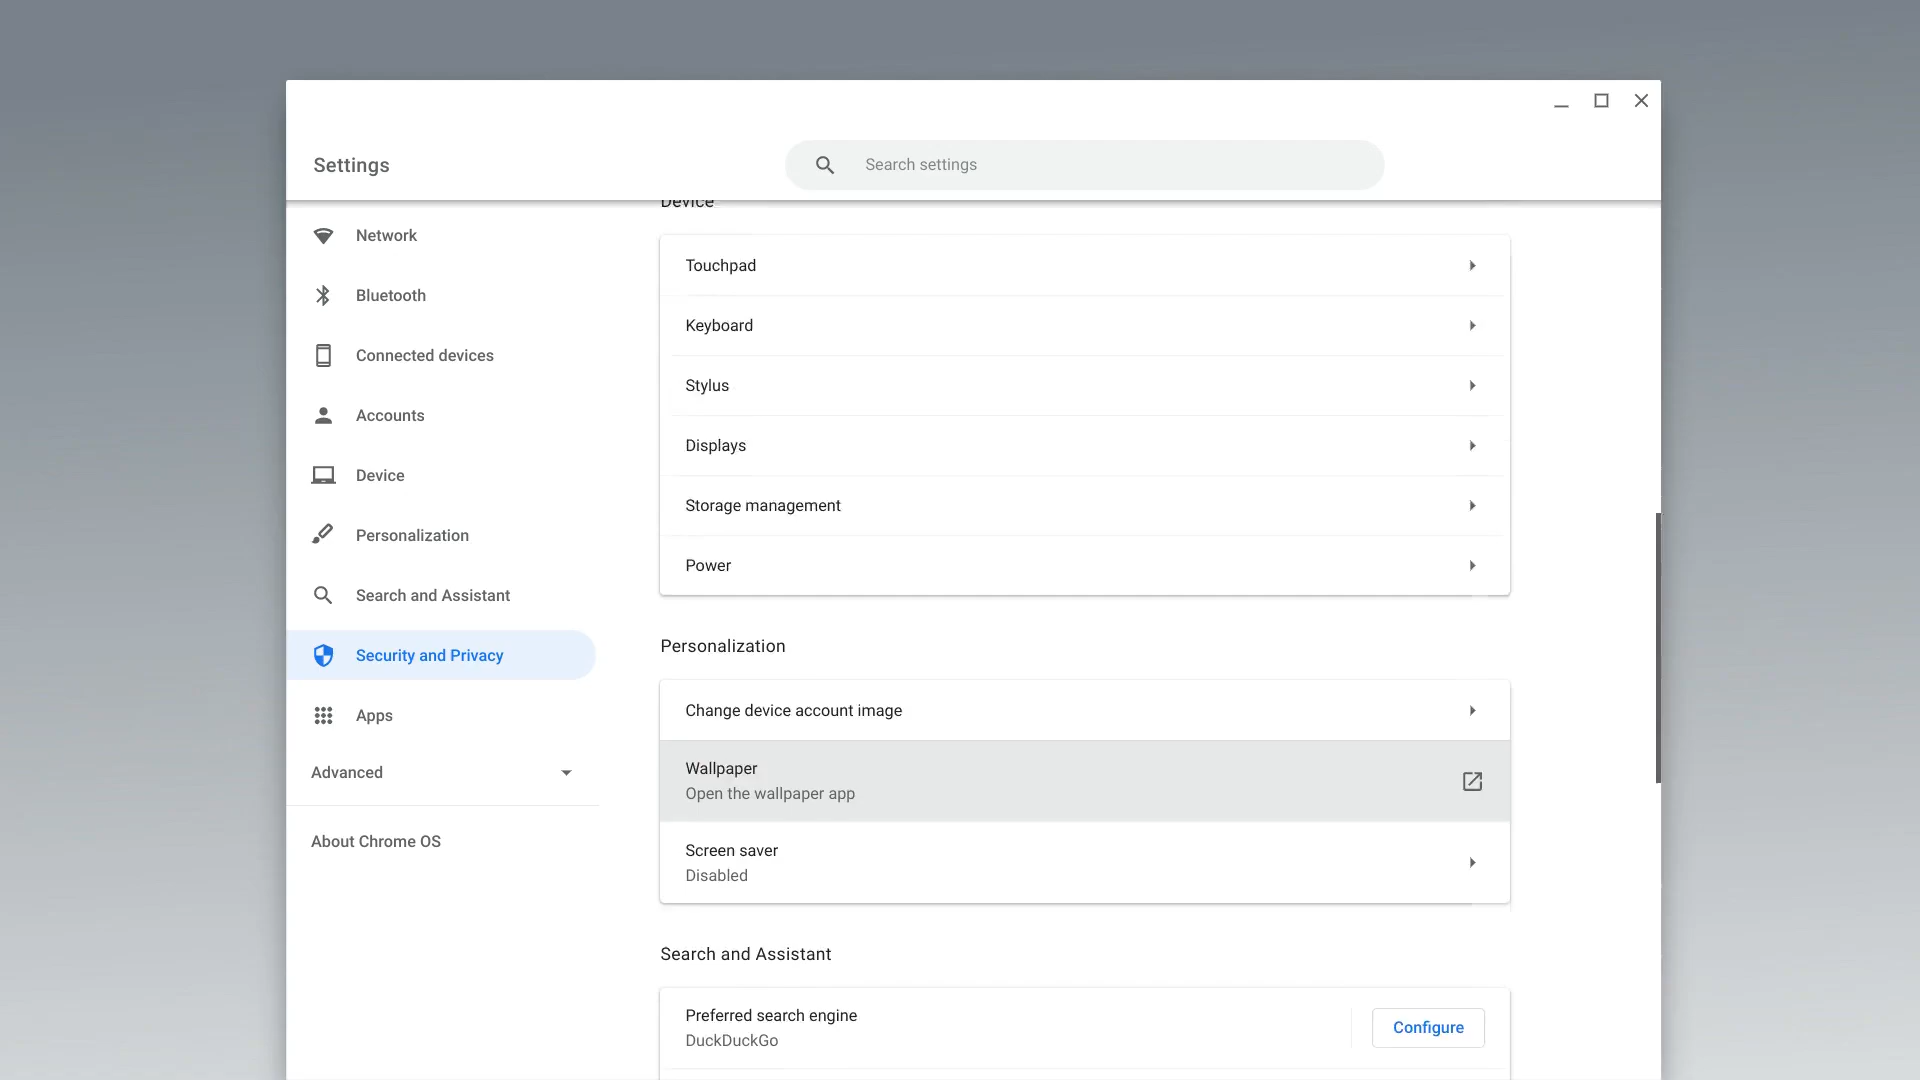 Settings
Search settings
Network
Bluetooth
Connected devices
Accounts
Device
Personalization
Search and Assistant
Security and Privacy
Apps
Advanced
About Chrome OS
Device
Touchpad
Keyboard
Stylus
Displays
Storage management
Power
Personalization
Change device account image
Wallpaper
Open the wallpaper app
Screen saver
Disabled
Search and Assistant
Preferred search engine
DuckDuckGo
Configure